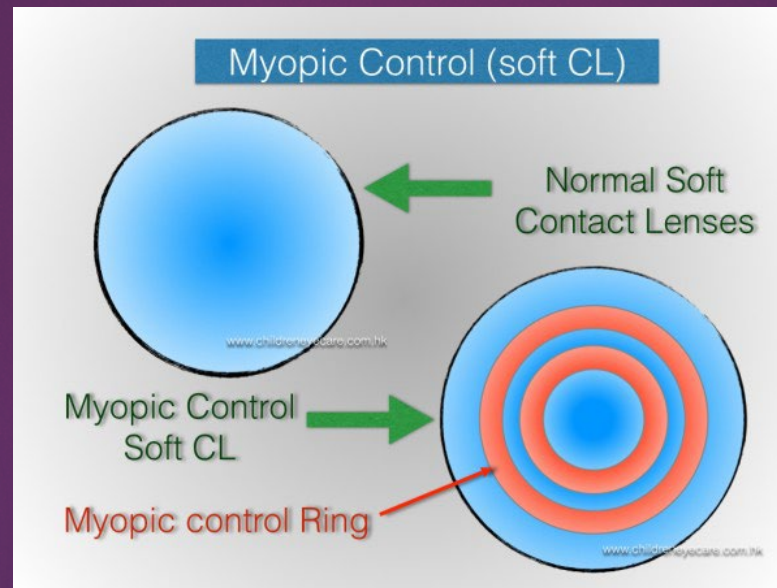 Myopic Control (soft CL)
Normal Soft
Contact Lenses
www.childreneyecare.com.hk
Myopic Control
Soft CL
Myopic control Ring
www.childreneyecare.com.hk